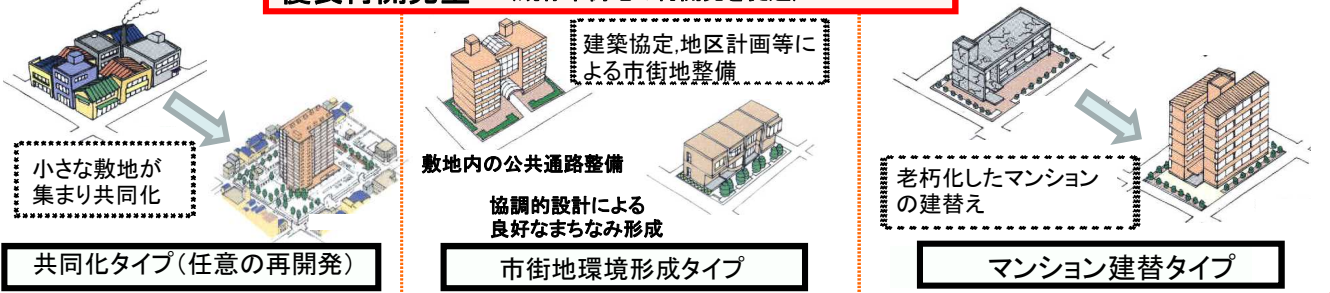 小さな敷地が
集まり共同化
共同化タイプ(任意の再開発)
建築協定,地区計画等に
よる市街地整備
敷地内の公共通路整備
協調的設計による
良好なまちなみ形成
市街地環境形成タイプ
老朽化したマンション
の建替え
マンション建替タイプ